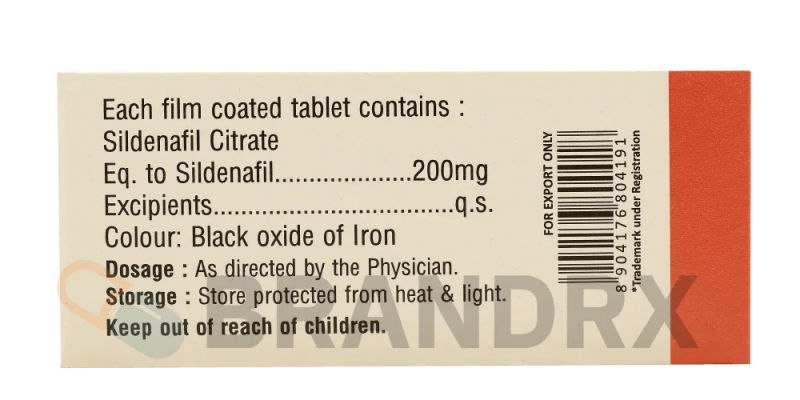 Each film coated tablet contains :
Sildenafil Citrate
Eq. to Sildenafil....................200mg
Excipients...................................q.s.
Colour: Black oxide of Iron
Dosage : As directed by the Physician.
Storage : Store protected from heat & light.
Keep out of reach of children.
FOR EXPORT ONLY
8 904176 804191
*Trademark under Registration
BRANDRX